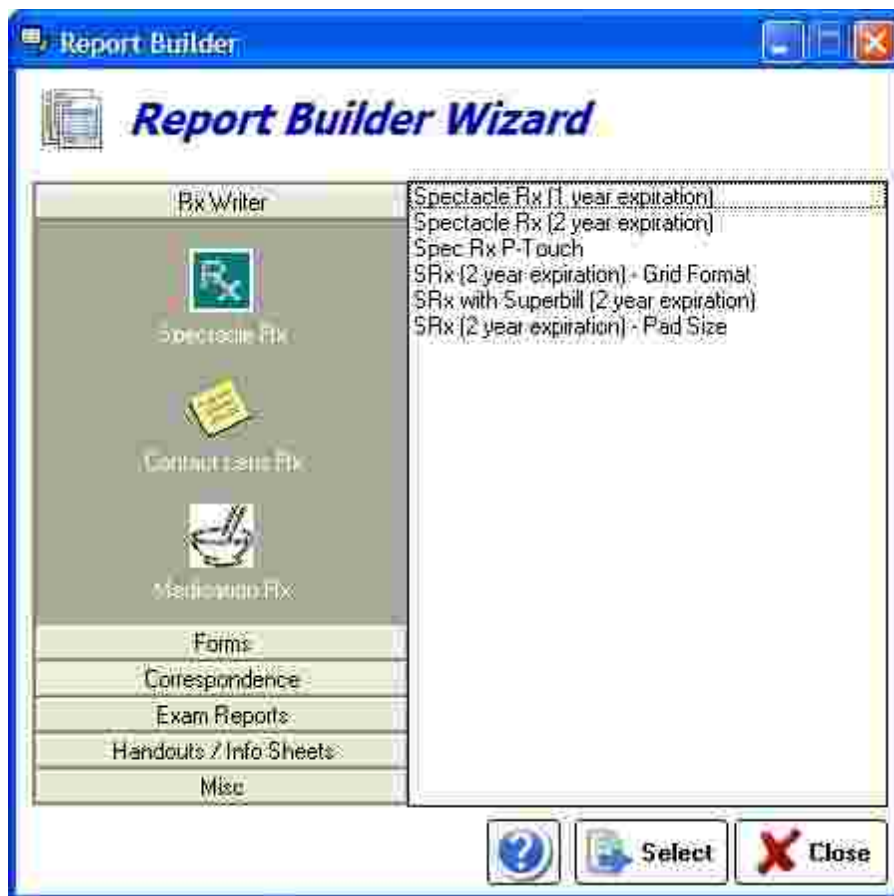 Report Builder
Report Builder Wizard
Rx Writer
Spectacle Rx
Contact Lens Rx
Medication Rx
Forms
Correspondence
Exam Reports
Handouts / Info Sheets
Misc
Spectacle Rx (1 year expiration)
Spectacle Rx (2 year expiration)
Spec Rx P-Touch
SRx (2 year expiration) - Grid Format
SRx with Superbill (2 year expiration)
SRx (2 year expiration) - Pad Size
Select
Close